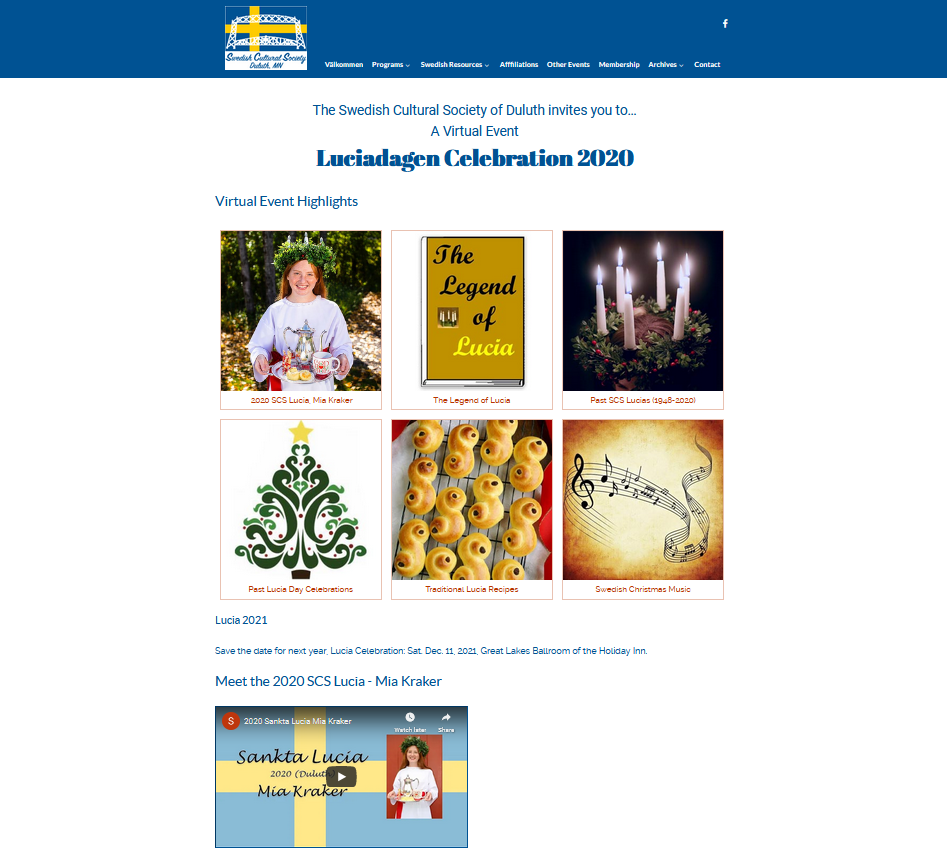 Swedish Cultural Society
Duluth, MN
Välkommen Programs Swedish Resources Affiliations Other Events Membership Archives Contact
The Swedish Cultural Society of Duluth invites you to...
A Virtual Event
Luciadagen Celebration 2020
Virtual Event Highlights
The
Legend
of
Lucia
2020 SCS Lucia, Mia Kraker
The Legend of Lucia
Past SCS Lucias (1948-2020)
Past Lucia Day Celebrations
Traditional Lucia Recipes
Swedish Christmas Music
Lucia 2021
Save the date for next year, Lucia Celebration: Sat. Dec. 11, 2021, Great Lakes Ballroom of the Holiday Inn.
Meet the 2020 SCS Lucia - Mia Kraker
S 2020 Sankta Lucia Mia Kraker
Watch later Share
Sankta Lucia
2020 (Duluth)
Mia Kraker